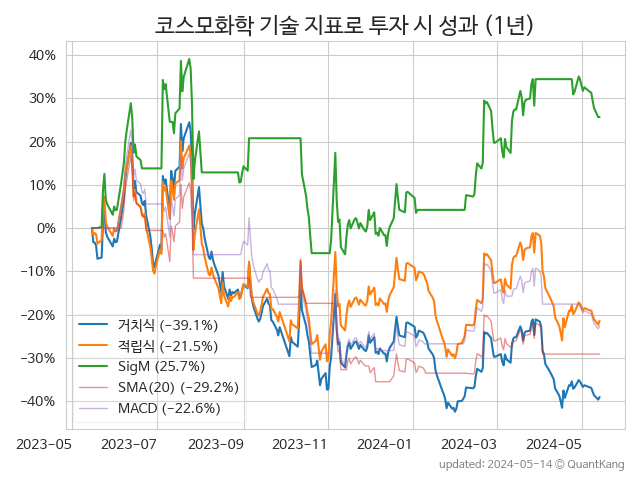 코스모화학 기술 지표로 투자 시 성과 (1년)
40%
30%
20%
10%
0%
−10%
−20%
−30%
−40%
거치식 (−39.1%)
적립식 (−21.5%)
SigM (25.7%)
SMA(20) (−29.2%)
MACD (−22.6%)
2023-05 2023-07 2023-09 2023-11 2024-01 2024-03 2024-05
updated: 2024-05-14 © QuantKang